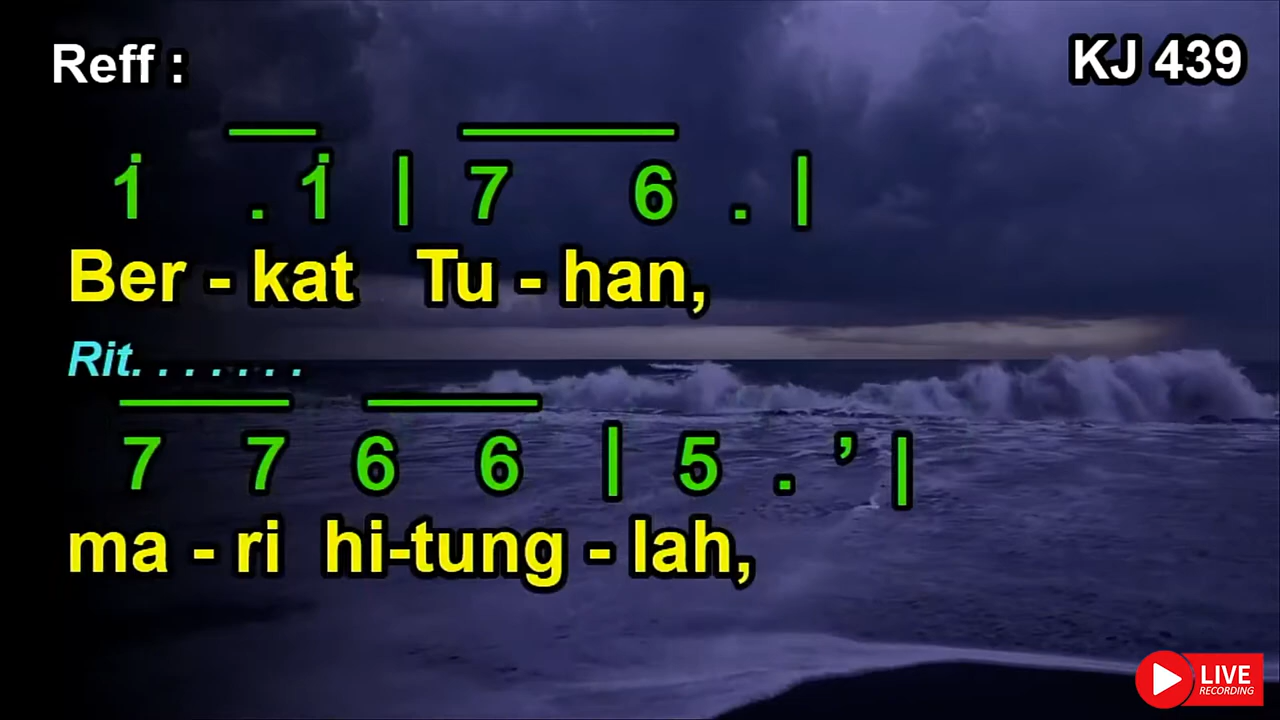 Reff :
KJ 439
1̇ . 1̇ | 7 6 . |
Ber - kat Tu - han,
Rit. . . . . . .
7 7 6 6 | 5 . ’ |
ma - ri hi-tung - lah,
LIVE
RECORDING